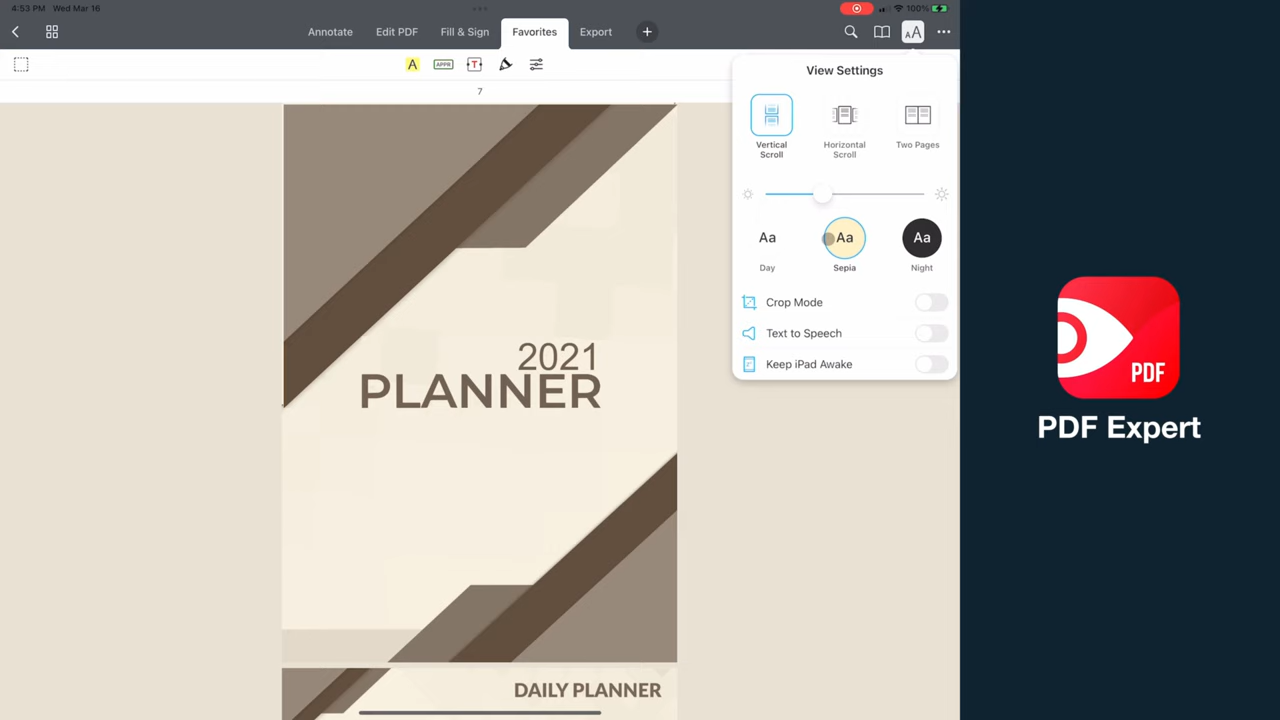 4:53 PM Wed Mar 16
100%
Annotate Edit PDF Fill & Sign Favorites Export
AA
A APPR T
7
View Settings
Vertical Scroll
Horizontal Scroll
Two Pages
Aa Aa Aa
Day Sepia Night
Crop Mode
Text to Speech
Keep iPad Awake
2021
PLANNER
DAILY PLANNER
PDF
PDF Expert